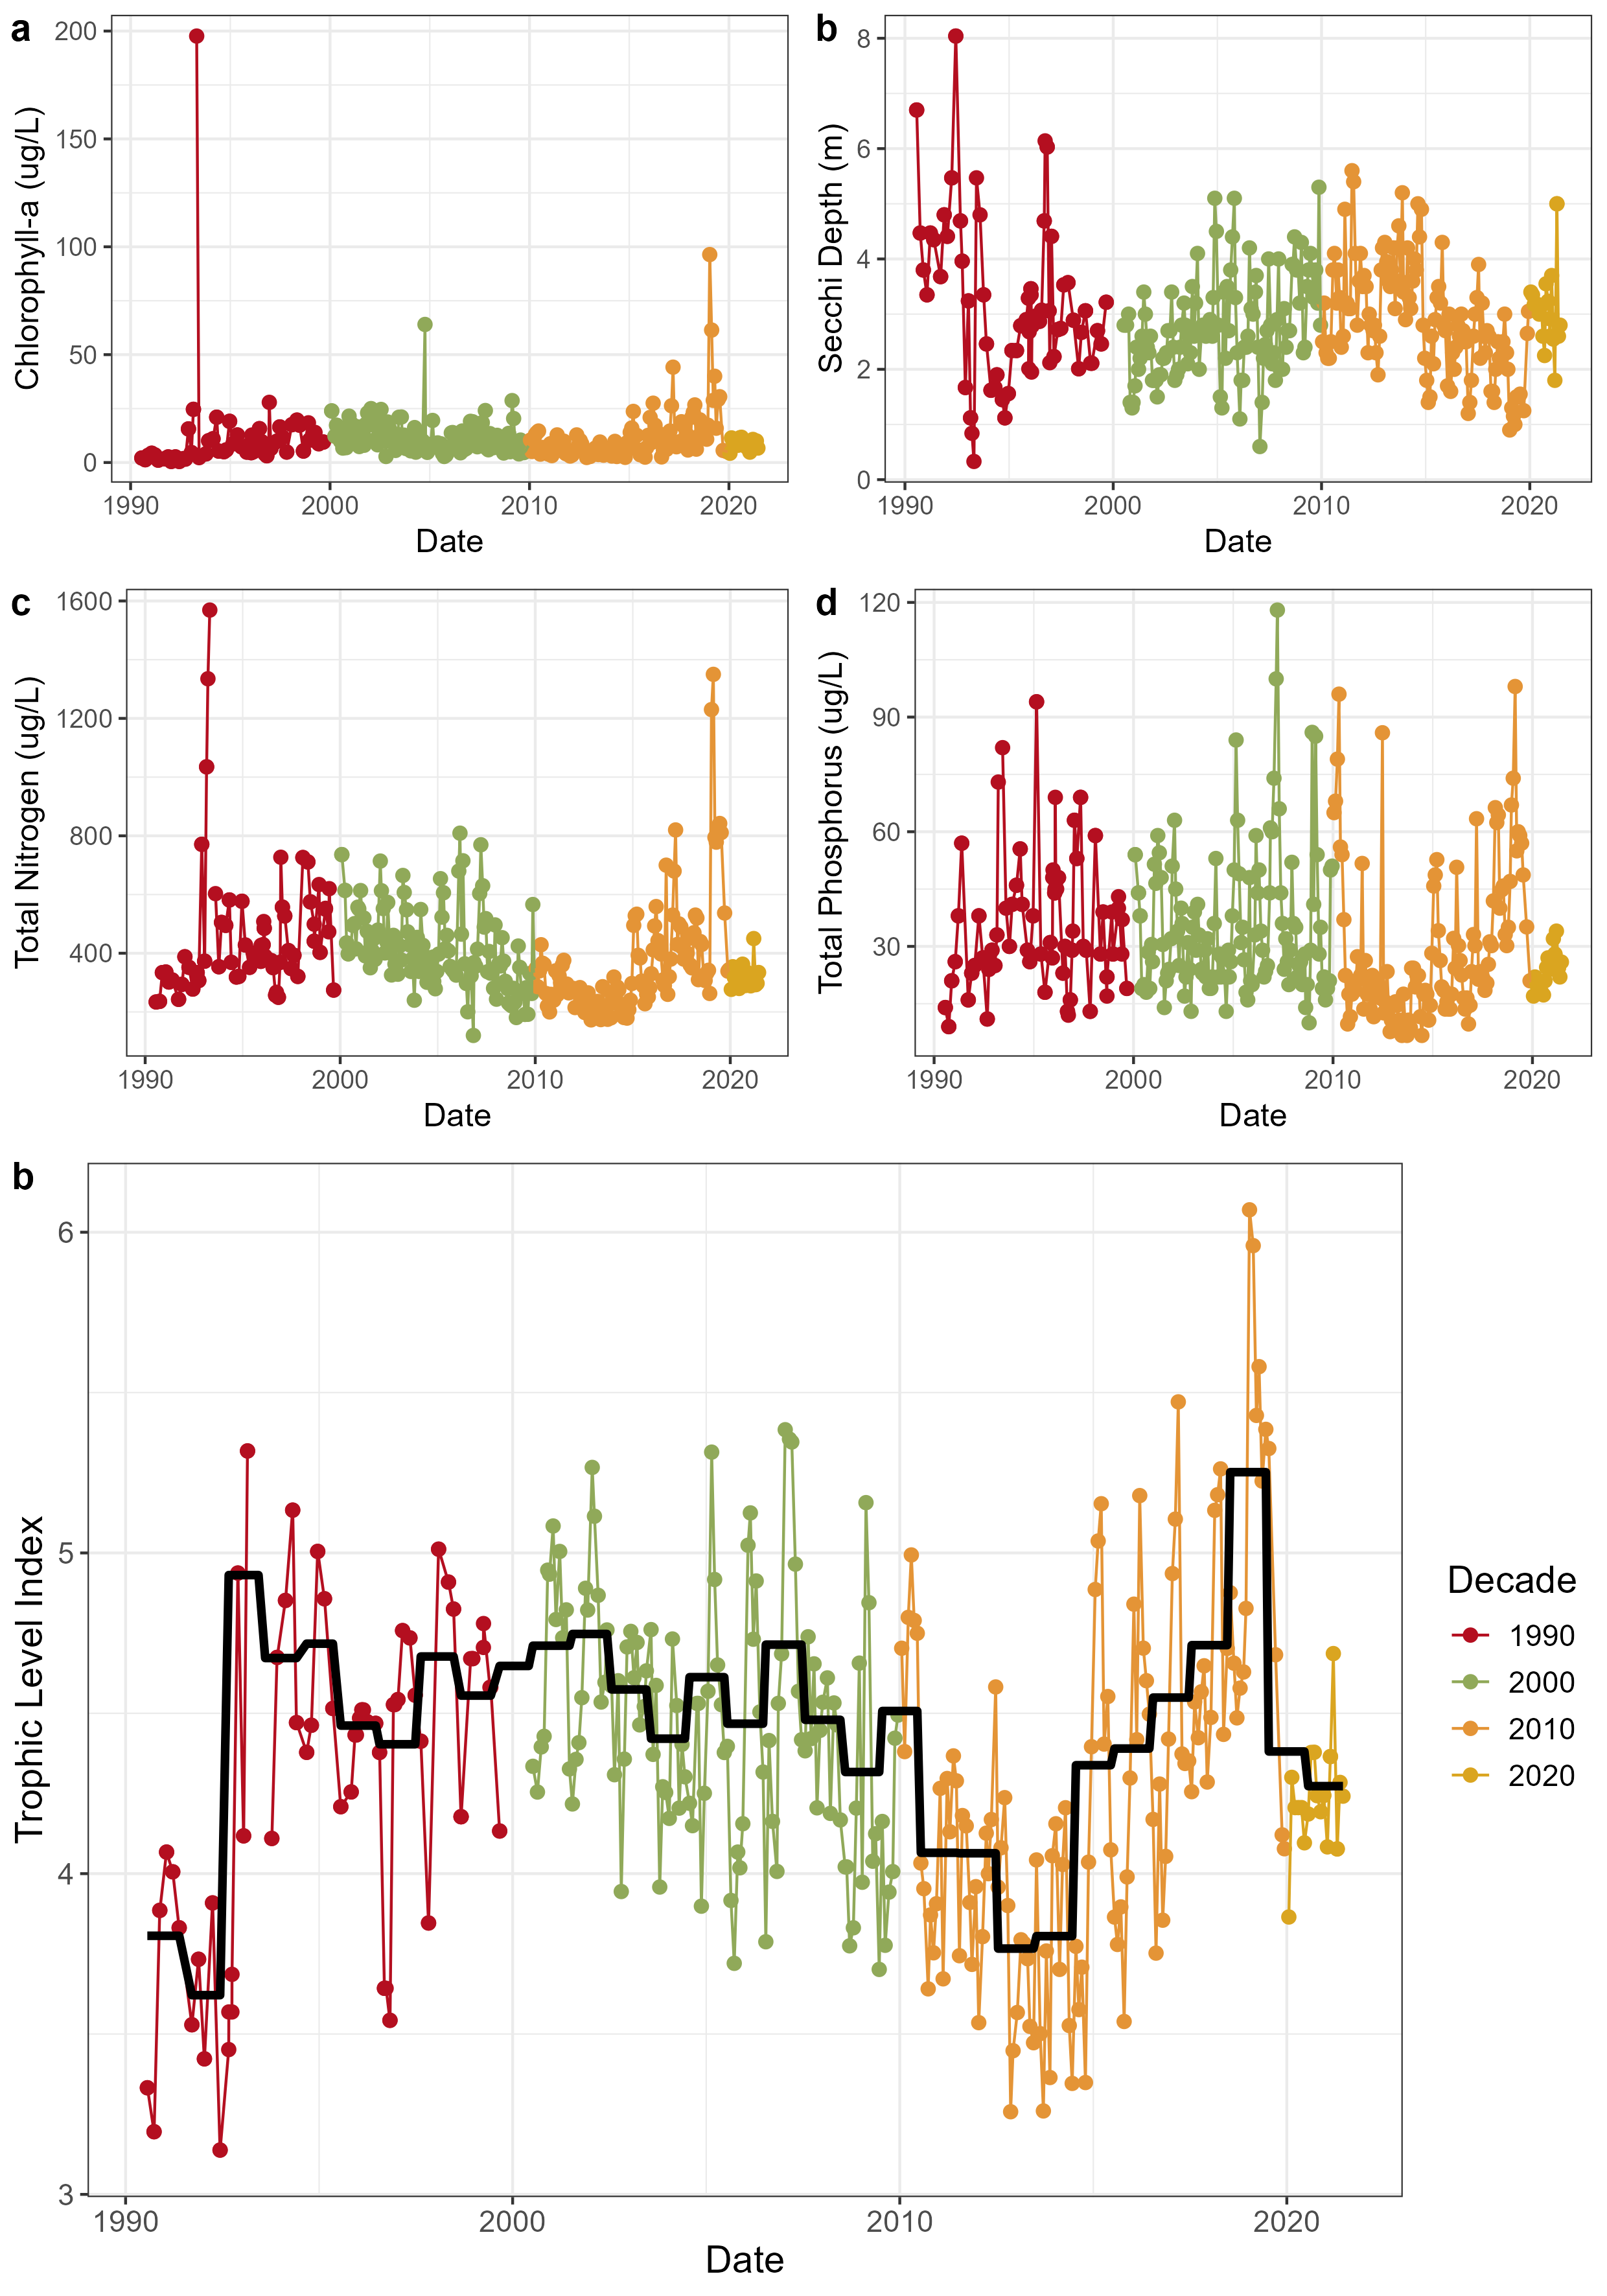 a
200
150
100
50
0
Chlorophyll-a (ug/L)
1990 2000 2010 2020
Date
b
8
6
4
2
0
Secchi Depth (m)
1990 2000 2010 2020
Date
c
1600
1200
800
400
Total Nitrogen (ug/L)
1990 2000 2010 2020
Date
d
120
90
60
30
Total Phosphorus (ug/L)
1990 2000 2010 2020
Date
b
6
5
4
3
Trophic Level Index
1990 2000 2010 2020
Date
Decade
1990
2000
2010
2020